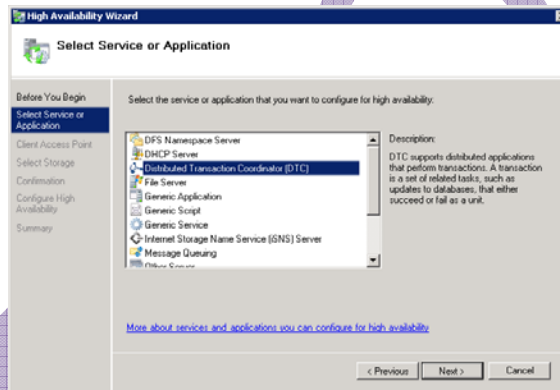 High Availability Wizard
Select Service or Application
Before You Begin
Select Service or
Application
Client Access Point
Select Storage
Confirmation
Configure High
Availability
Summary
Select the service or application that you want to configure for high availability:
DFS Namespace Server
DHCP Server
Distributed Transaction Coordinator (DTC)
File Server
Generic Application
Generic Script
Generic Service
Internet Storage Name Service (iSNS) Server
Message Queuing
Other Server
Description:
DTC supports distributed applications
that perform transactions. A transaction
is a set of related tasks, such as
updates to databases, that either
succeed or fail as a unit.
More about services and applications you can configure for high availability
< Previous
Next >
Cancel